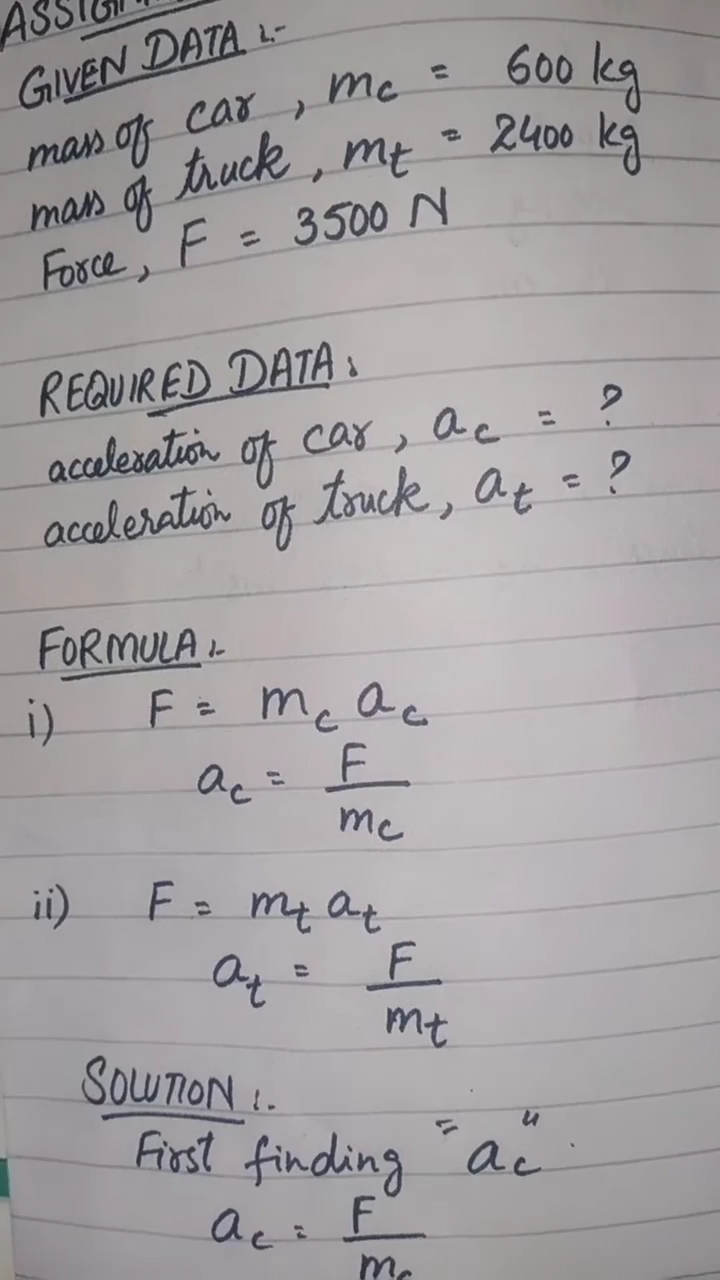 GIVEN DATA :-
mass of car, mc = 600 kg
mass of truck, mt = 2400 kg
Force, F = 3500 N
REQUIRED DATA:
acceleration of car, ac = ?
acceleration of truck, at = ?
FORMULA :-
i) F = mc ac
ac = F/mc
ii) F = mt at
at = F/mt
SOLUTION :-
First finding "ac".
ac = F/mc